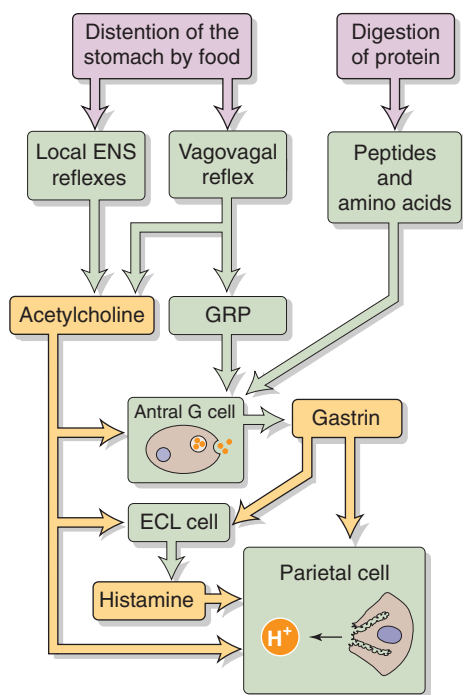 Distention of the
stomach by food
Digestion
of protein
Local ENS
reflexes
Vagovagal
reflex
Peptides
and
amino acids
Acetylcholine
GRP
Antral G cell
Gastrin
ECL cell
Histamine
Parietal cell
H+